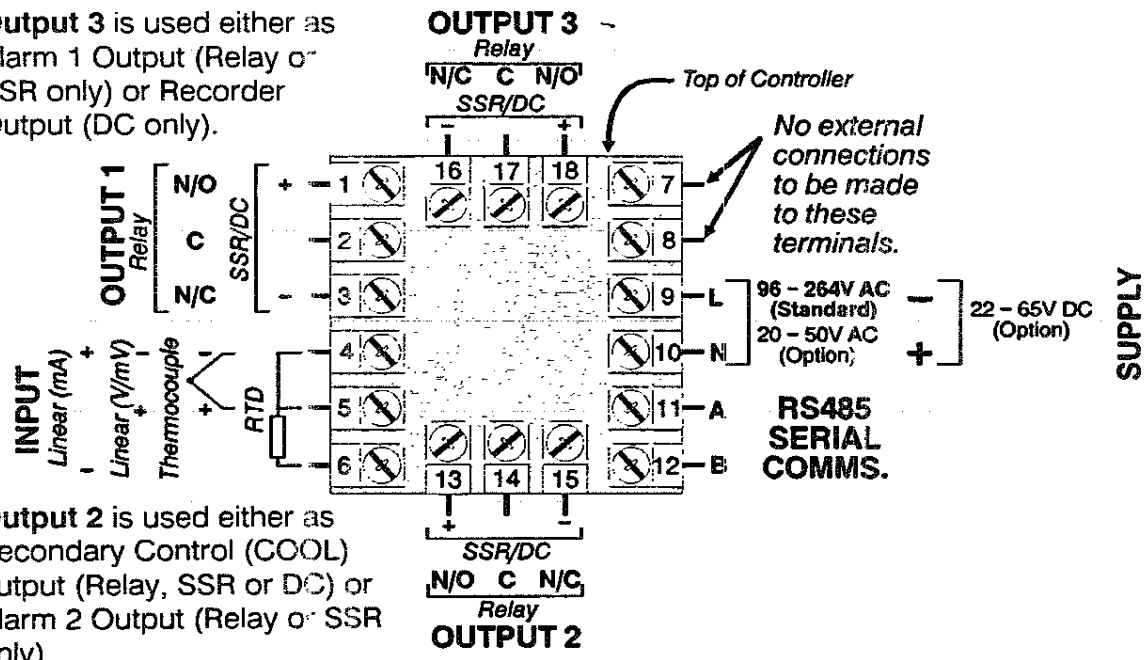 utput 3 is used either as
larm 1 Output (Relay or
SR only) or Recorder
utput (DC only).
OUTPUT 3
Relay
N/C C N/O
SSR/DC
- +
Top of Controller
No external
connections
to be made
to these
terminals.
16 17 18
OUTPUT 1
Relay
N/O
C
N/C
SSR/DC
+
-
1
2
3
4
5
6
7
8
9
10
11
12
L
N
A
B
96 – 264V AC
(Standard)
20 – 50V AC
(Option)
-
+
22 – 65V DC
(Option)
SUPPLY
RS485
SERIAL
COMMS.
INPUT
Linear (mA)
+
-
Linear (V/mV)
-
+
Thermocouple
-
+
RTD
13 14 15
+ -
SSR/DC
N/O C N/C
Relay
OUTPUT 2
utput 2 is used either as
econdary Control (COOL)
utput (Relay, SSR or DC) or
larm 2 Output (Relay or SSR
nly)